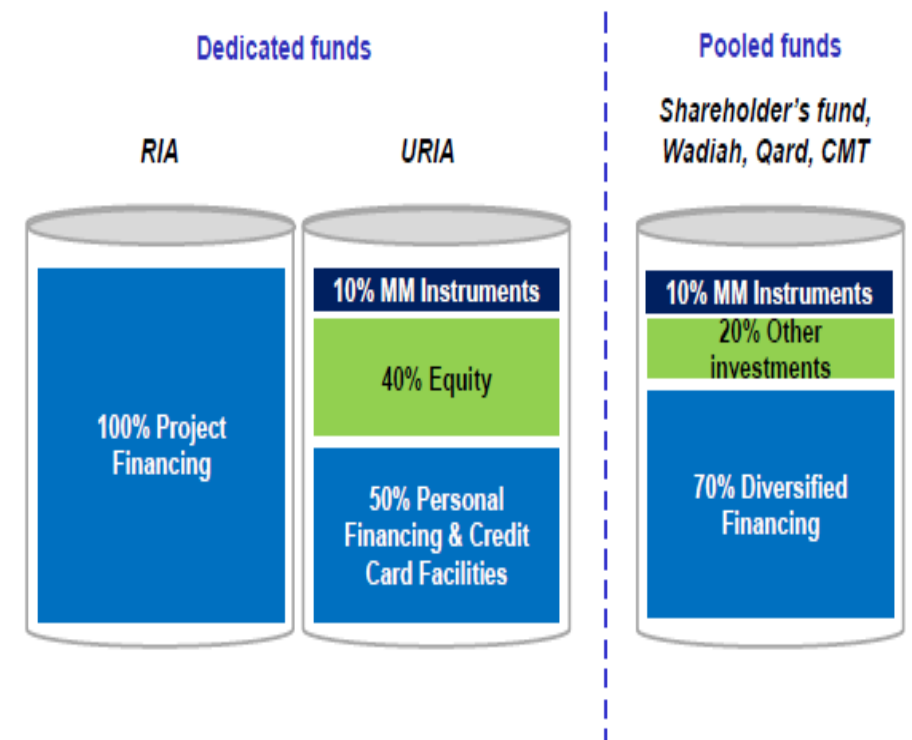 Dedicated funds
Pooled funds
RIA
URIA
Shareholder's fund,
Wadiah, Qard, CMT
100% Project
Financing
10% MM Instruments
40% Equity
50% Personal
Financing & Credit
Card Facilities
10% MM Instruments
20% Other
investments
70% Diversified
Financing